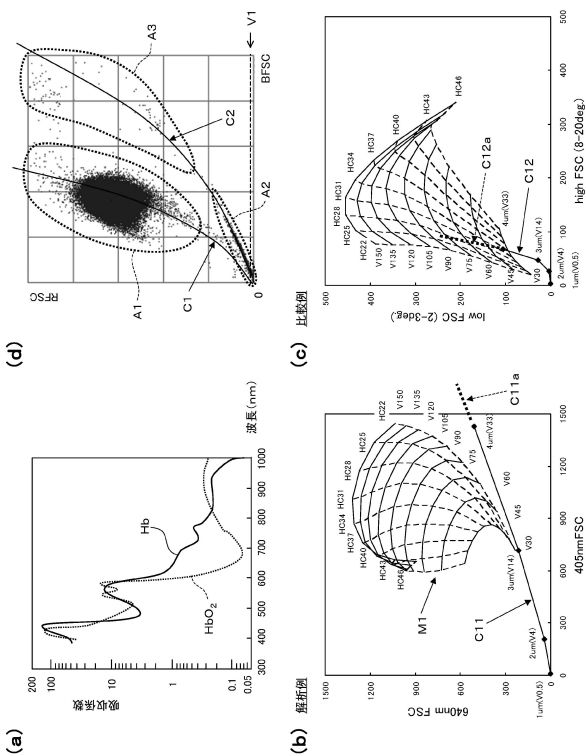 (a)
吸収係数
200
100
10
1
0.1
0.05
300
400
500
600
700
800
900
1000
波長(nm)
Hb
HbO2
(b)
解析例
640nm FSC
1500
1200
900
600
300
0
0
300
600
900
1200
1500
405nmFSC
M1
C11
C11a
HC22
HC25
HC28
HC31
HC34
HC37
HC40
HC43
HC46
V150
V135
V120
V105
V90
V75
V60
V45
V30
1um(V0.5)
2um(V4)
3um(V14)
4um(V33)
(c)
比較例
low FSC (2-3deg.)
500
400
300
200
100
0
0
100
200
300
400
500
high FSC (8-20deg.)
HC22
HC25
HC28
HC31
HC34
HC37
HC40
HC43
HC46
V150
V135
V120
V105
V90
V75
V60
V45
V30
C12a
C12
1um(V0.5)
2um(V4)
3um(V14)
4um(V33)
(d)
RFSC
BFSC
0
A1
A2
A3
C1
C2
V1